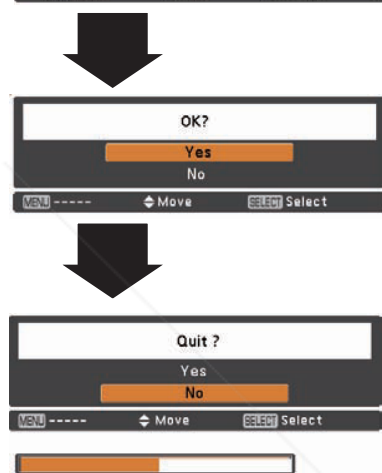 OK?
Yes
No
MENU ----- Move SELECT Select
Quit ?
Yes
No
MENU ----- Move SELECT Select